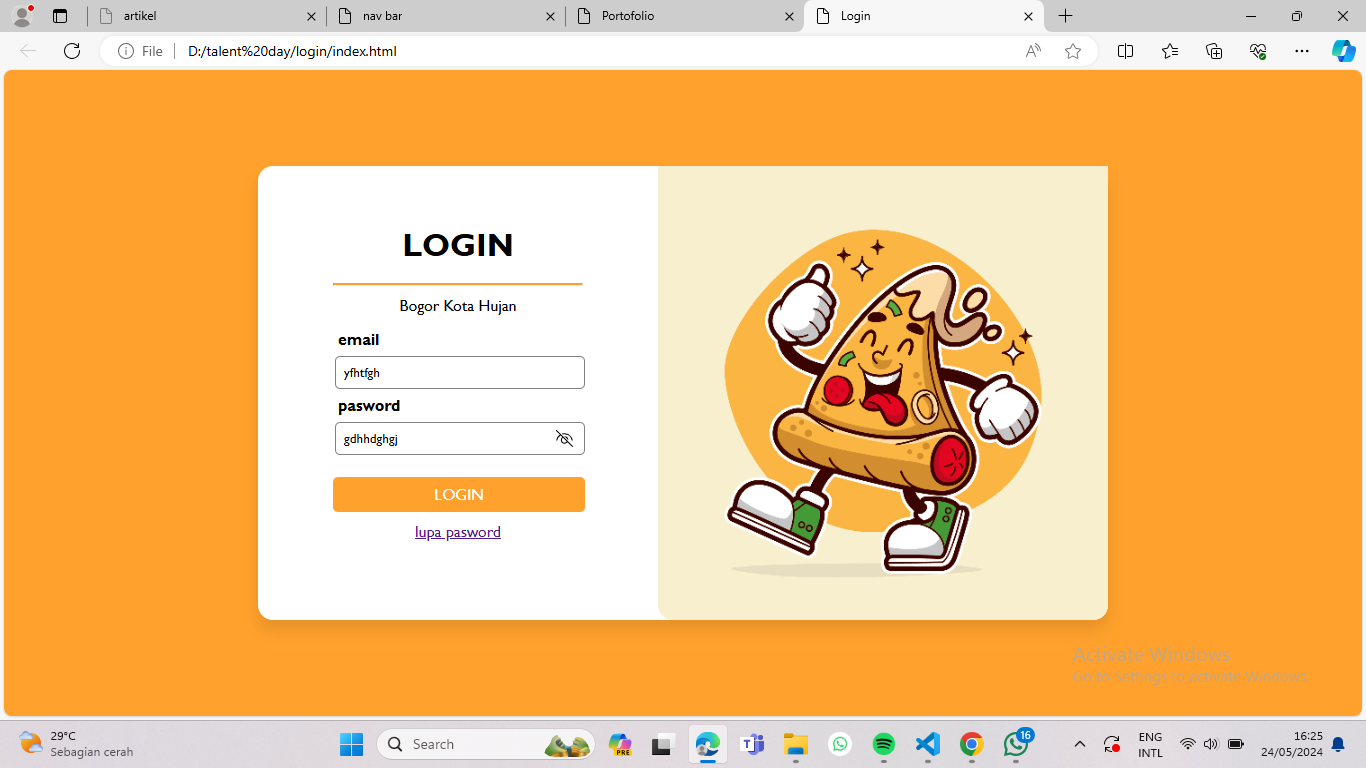 artikel
nav bar
Portofolio
Login
File
D:/talent%20day/login/index.html
LOGIN
Bogor Kota Hujan
email
yfhtfgh
pasword
gdhhdghgj
LOGIN
lupa pasword
Activate Windows
Go to Settings to activate Windows.
29°C
Sebagian cerah
Search
PRE
16
ENG
INTL
16:25
24/05/2024